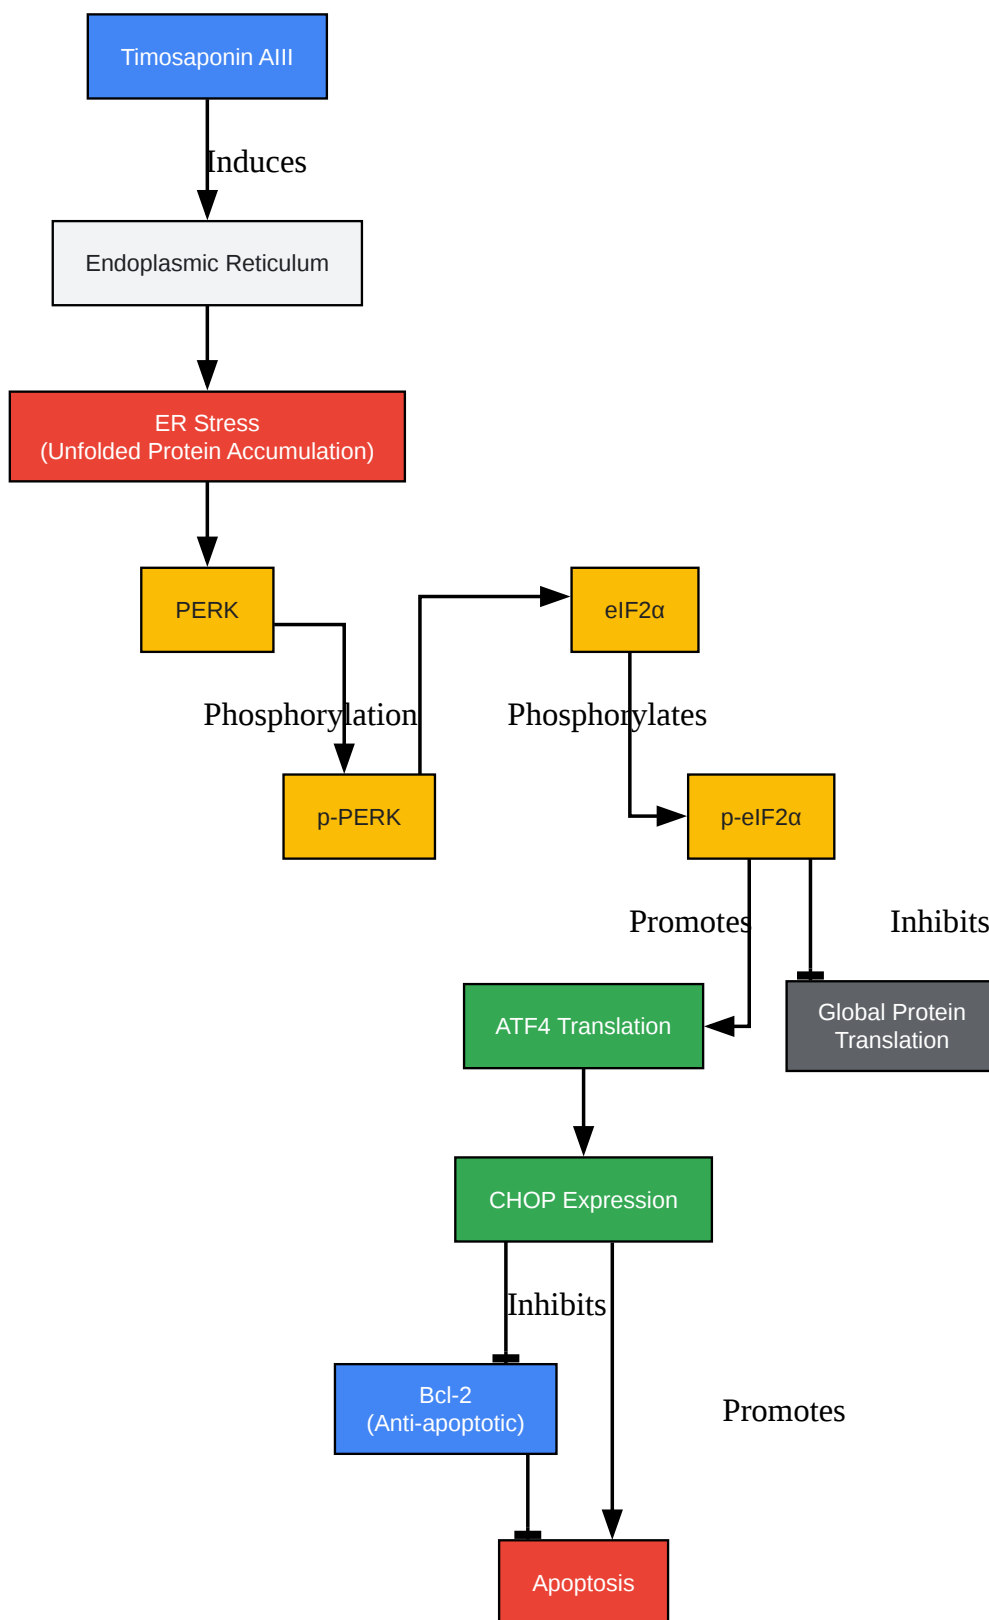 Timosaponin AIII
Induces
Endoplasmic Reticulum
ER Stress
(Unfolded Protein Accumulation)
PERK
eIF2α
Phosphorylation
Phosphorylates
p-PERK
p-eIF2α
Promotes
Inhibits
ATF4 Translation
Global Protein
Translation
CHOP Expression
Inhibits
Bcl-2
(Anti-apoptotic)
Promotes
Apoptosis